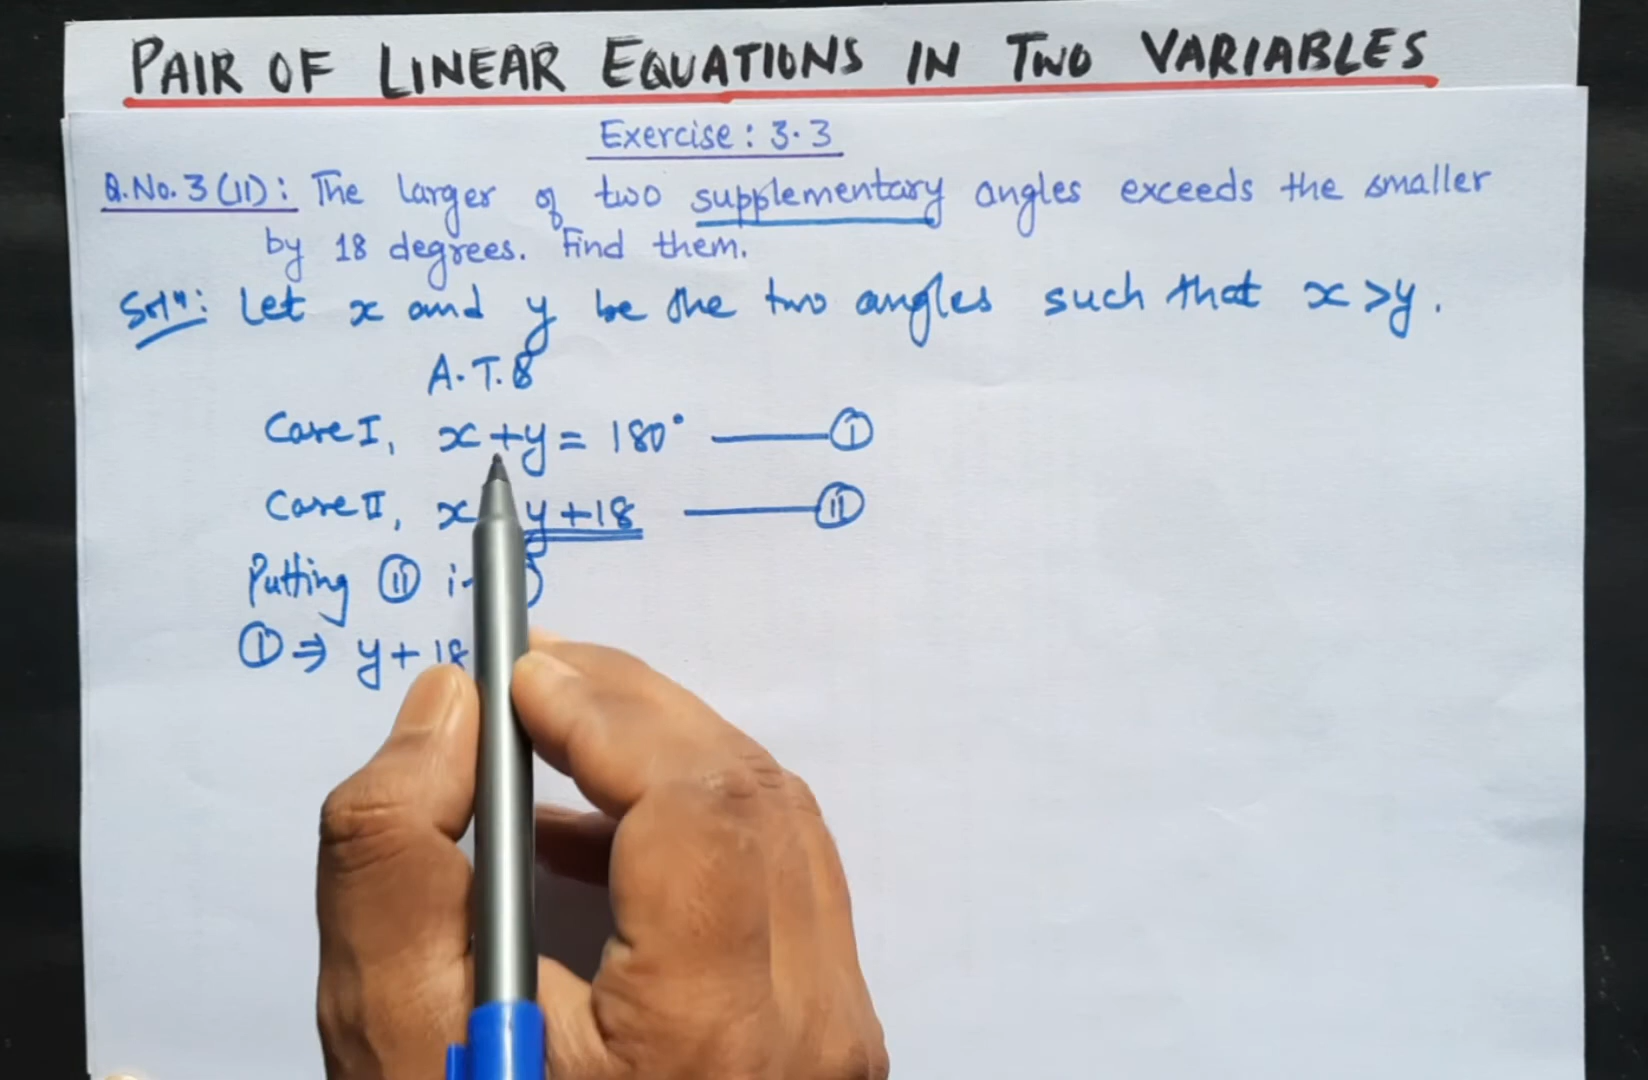 PAIR OF LINEAR EQUATIONS IN TWO VARIABLES
Exercise: 3.3
Q.No. 3 (II): The larger of two supplementary angles exceeds the smaller
by 18 degrees. Find them.
Soln: Let x and y be the two angles such that x > y.
A.T.Q
Case I, x + y = 180° —— (I)
Case II, x y + 18 —— (II)
Putting (II)
(I) ⇒ y + 18